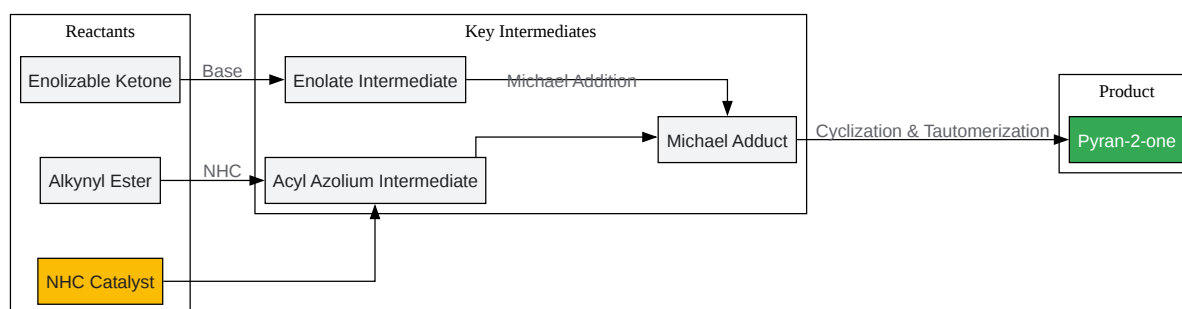 Reactants
Key Intermediates
Enolizable Ketone
Base
Enolate Intermediate
Michael Addition
Product
Michael Adduct
Cyclization & Tautomerization
Pyran-2-one
Alkynyl Ester
NHC
Acyl Azolium Intermediate
NHC Catalyst